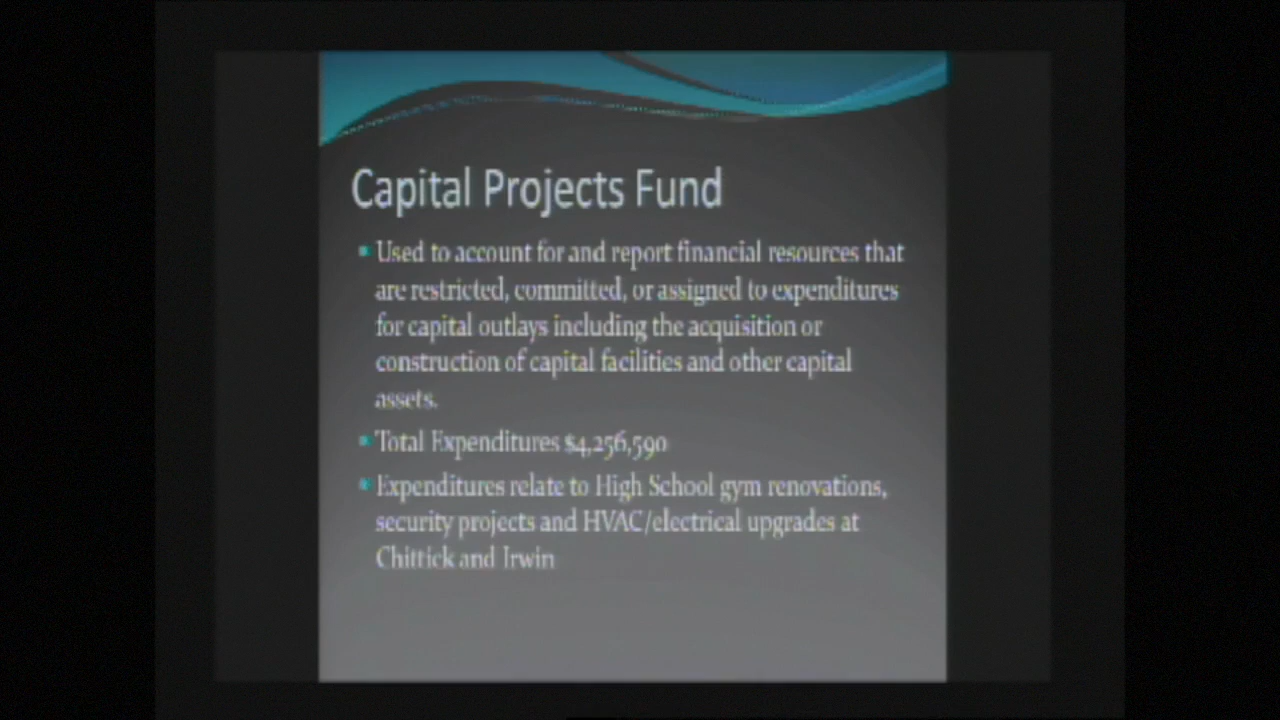 Capital Projects Fund
Used to account for and report financial resources that
are restricted, committed, or assigned to expenditures
for capital outlays including the acquisition or
construction of capital facilities and other capital
assets.
Total Expenditures $4,256,590
Expenditures relate to High School gym renovations,
security projects and HVAC/electrical upgrades at
Chittick and Irwin